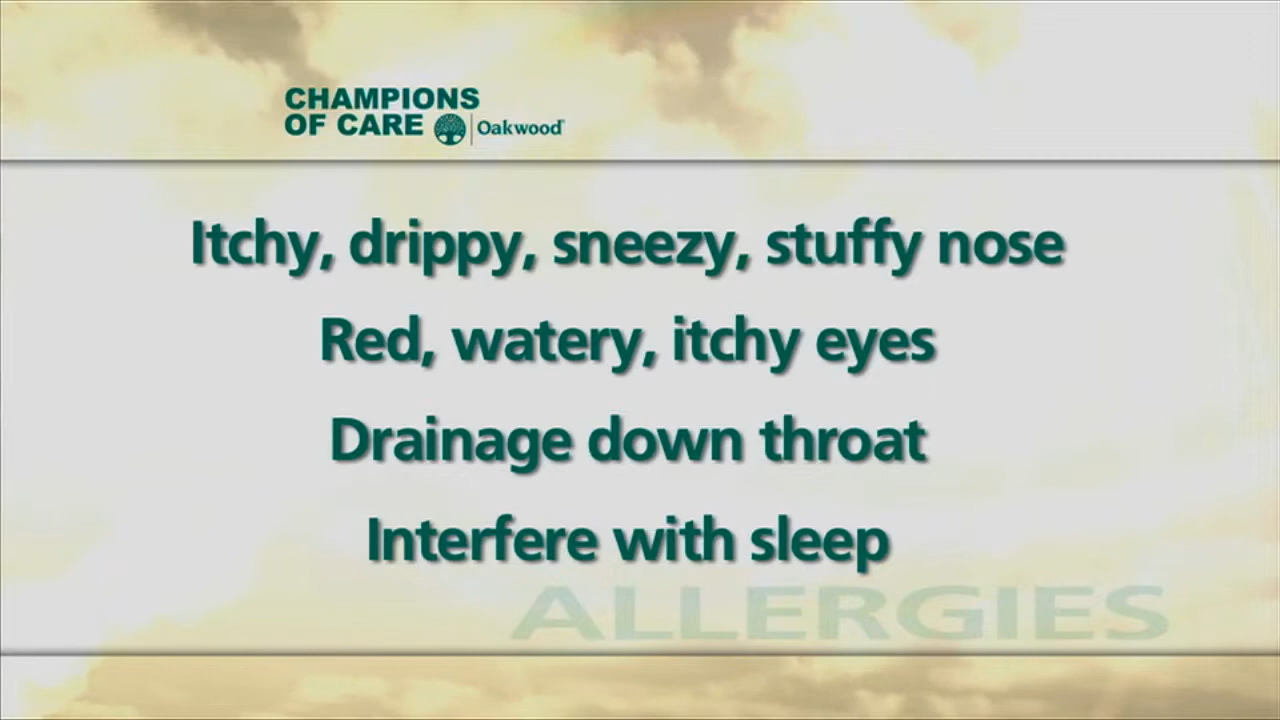 CHAMPIONS
OF CARE Oakwood®
Itchy, drippy, sneezy, stuffy nose
Red, watery, itchy eyes
Drainage down throat
Interfere with sleep
ALLERGIES